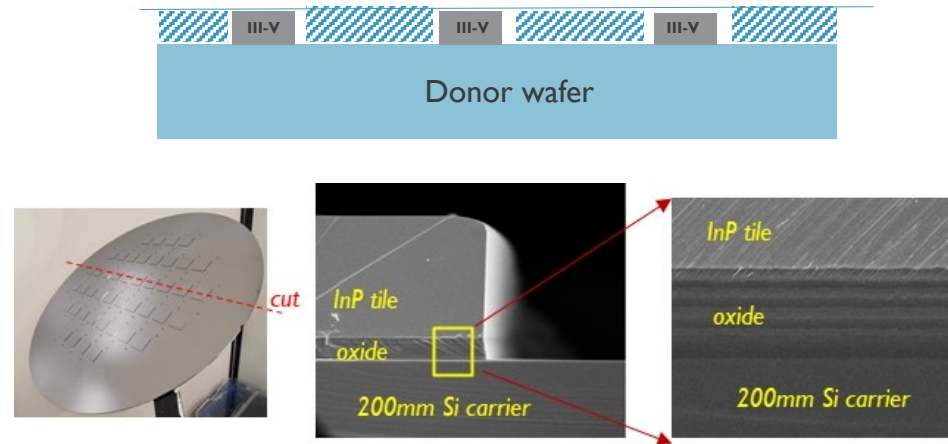 III-V
III-V
III-V
Donor wafer
cut
InP tile
oxide
200mm Si carrier
InP tile
oxide
200mm Si carrier